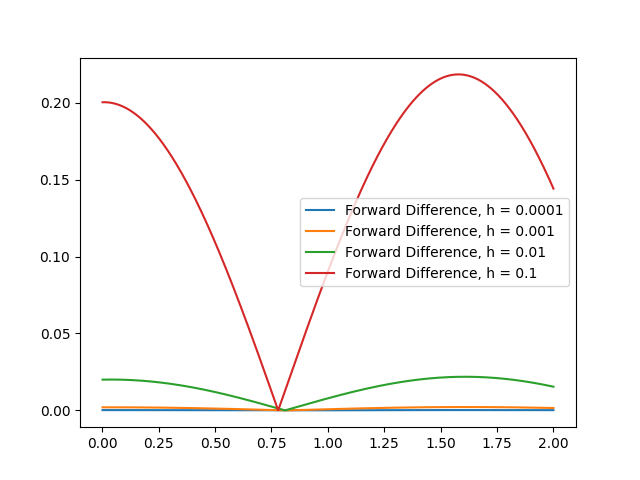 0.20
0.15
0.10
0.05
0.00
Forward Difference, h = 0.0001
Forward Difference, h = 0.001
Forward Difference, h = 0.01
Forward Difference, h = 0.1
0.00 0.25 0.50 0.75 1.00 1.25 1.50 1.75 2.00